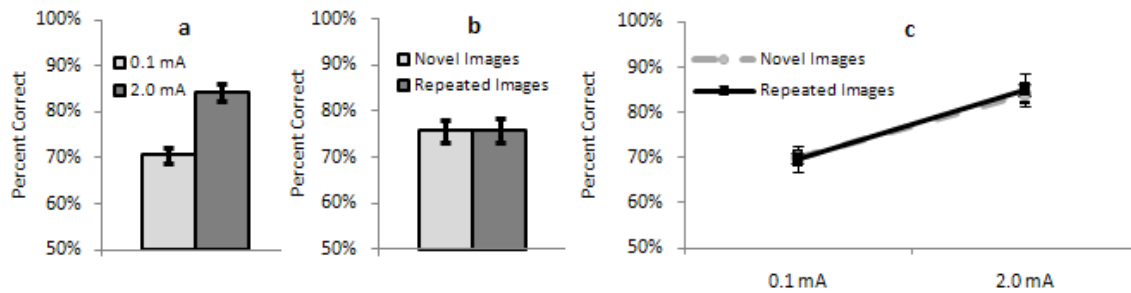 a
Percent Correct
100%
90%
80%
70%
60%
50%
0.1 mA
2.0 mA
b
Percent Correct
100%
90%
80%
70%
60%
50%
Novel Images
Repeated Images
c
Percent Correct
100%
90%
80%
70%
60%
50%
Novel Images
Repeated Images
0.1 mA
2.0 mA